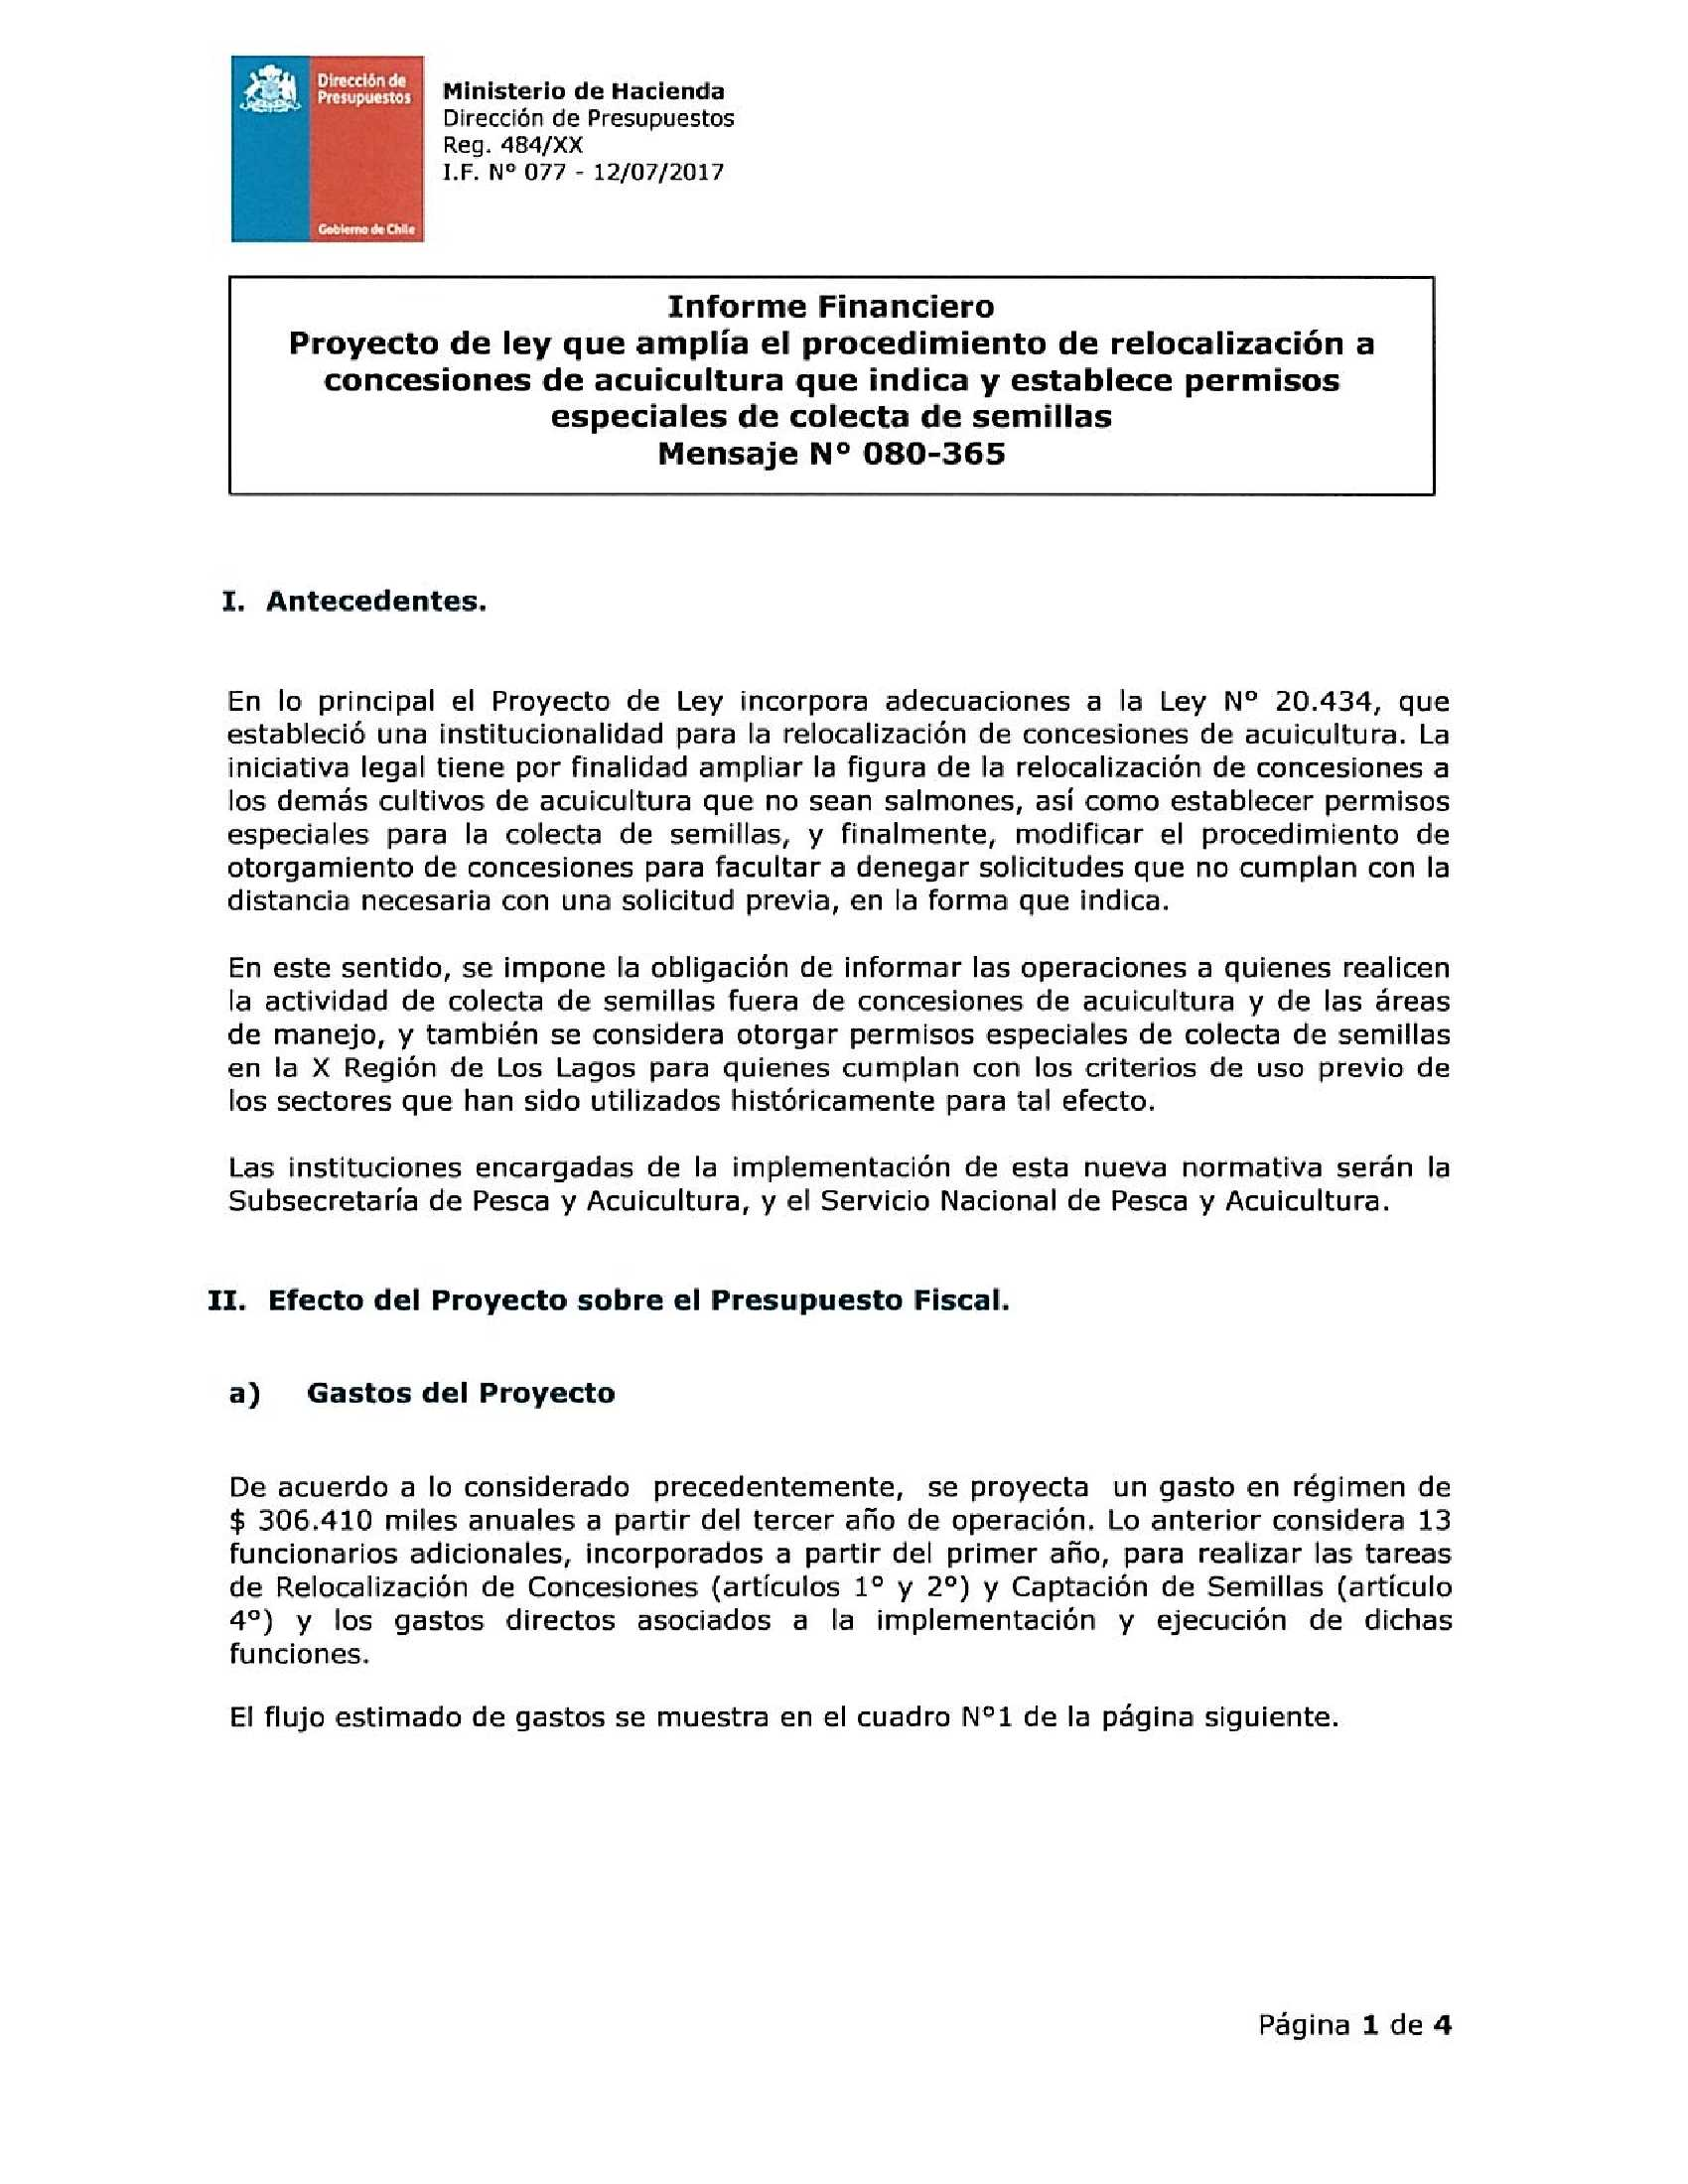 Dirección de
Presupuestos
Gobierno de Chile
Ministerio de Hacienda
Dirección de Presupuestos
Reg. 484/XX
I.F. Nº 077 - 12/07/2017
Informe Financiero
Proyecto de ley que amplía el procedimiento de relocalización a
concesiones de acuicultura que indica y establece permisos
especiales de colecta de semillas
Mensaje Nº 080-365
I. Antecedentes.
En lo principal el Proyecto de Ley incorpora adecuaciones a la Ley Nº 20.434, que
estableció una institucionalidad para la relocalización de concesiones de acuicultura. La
iniciativa legal tiene por finalidad ampliar la figura de la relocalización de concesiones a
los demás cultivos de acuicultura que no sean salmones, así como establecer permisos
especiales para la colecta de semillas, y finalmente, modificar el procedimiento de
otorgamiento de concesiones para facultar a denegar solicitudes que no cumplan con la
distancia necesaria con una solicitud previa, en la forma que indica.
En este sentido, se impone la obligación de informar las operaciones a quienes realicen
la actividad de colecta de semillas fuera de concesiones de acuicultura y de las áreas
de manejo, y también se considera otorgar permisos especiales de colecta de semillas
en la X Región de Los Lagos para quienes cumplan con los criterios de uso previo de
los sectores que han sido utilizados históricamente para tal efecto.
Las instituciones encargadas de la implementación de esta nueva normativa serán la
Subsecretaría de Pesca y Acuicultura, y el Servicio Nacional de Pesca y Acuicultura.
II. Efecto del Proyecto sobre el Presupuesto Fiscal.
a) Gastos del Proyecto
De acuerdo a lo considerado precedentemente, se proyecta un gasto en régimen de
$ 306.410 miles anuales a partir del tercer año de operación. Lo anterior considera 13
funcionarios adicionales, incorporados a partir del primer año, para realizar las tareas
de Relocalización de Concesiones (artículos 1º y 2º) y Captación de Semillas (artículo
4º) y los gastos directos asociados a la implementación y ejecución de dichas
funciones.
El flujo estimado de gastos se muestra en el cuadro Nº1 de la página siguiente.
Página 1 de 4